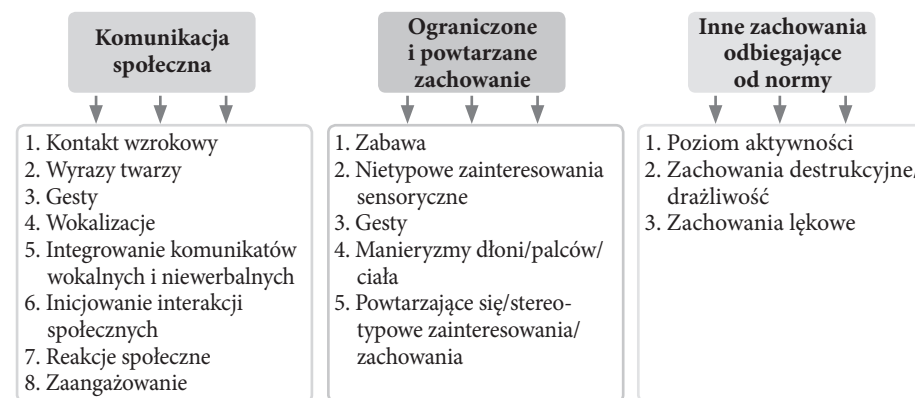 Komunikacja
społeczna
1. Kontakt wzrokowy
2. Wyrazy twarzy
3. Gesty
4. Wokalizacje
5. Integrowanie komunikatów
wokalnych i niewerbalnych
6. Inicjowanie interakcji
społecznych
7. Reakcje społeczne
8. Zaangażowanie
Ograniczone
i powtarzane
zachowanie
1. Zabawa
2. Nietypowe zainteresowania
sensoryczne
3. Gesty
4. Manieryzmy dłoni/palców/
ciała
5. Powtarzające się/stereo-
typowe zainteresowania/
zachowania
Inne zachowania
odbiegające
od normy
1. Poziom aktywności
2. Zachowania destrukcyjne/
drażliwość
3. Zachowania lękowe